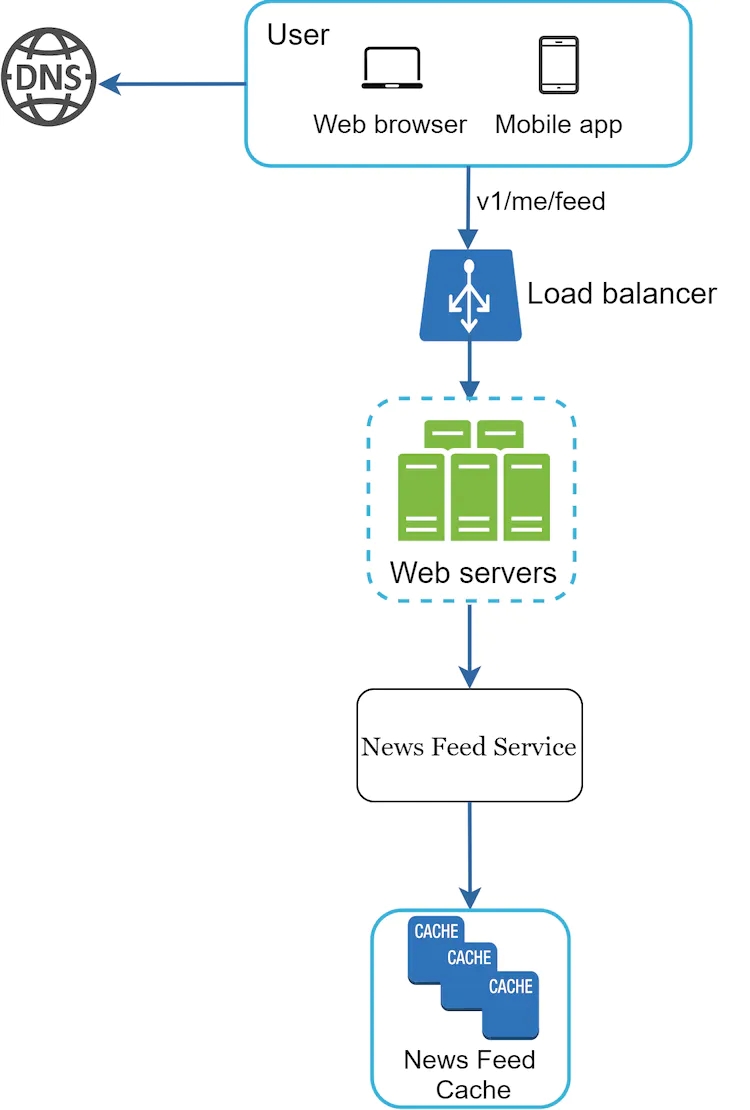 DNS
User
Web browser
Mobile app
v1/me/feed
Load balancer
Web servers
News Feed Service
CACHE
CACHE
CACHE
News Feed
Cache